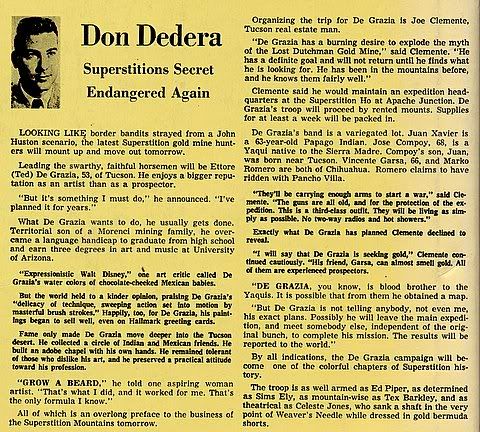 Don Dedera
Superstitions Secret
Endangered Again
LOOKING LIKE border bandits strayed from a John
Huston scenario, the latest Superstition gold mine hunt-
ers will mount up and move out tomorrow.
Leading the swarthy, faithful horsemen will be Ettore
(Ted) De Grazia, 53, of Tucson. He enjoys a bigger repu-
tation as an artist than as a prospector.
"But it's something I must do," he announced. "I've
planned it for years."
What De Grazia wants to do, he usually gets done.
Territorial son of a Morenci mining family, he over-
came a language handicap to graduate from high school
and earn three degrees in art and music at University
of Arizona.
"Expressionistic Walt Disney," one art critic called De
Grazia's water colors of chocolate-cheeked Mexican babies.
But the world held to a kinder opinion, praising De Grazia's
"delicacy of technique, sweeping action set into motion by
masterful brush strokes." Happily, too, for De Grazia, his paint-
ings began to sell well, even on Hallmark greeting cards.
Fame only made De Grazia move deeper into the Tucson
desert. He collected a circle of Indian and Mexican friends. He
built an adobe chapel with his own hands. He remained tolerant
of those who dislike his art, and he preserved a practical attitude
toward his profession.
"GROW A BEARD," he told one aspiring woman
artist. "That's what I did, and it worked for me. That's
the only formula I know."
All of which is an overlong preface to the business of
the Superstition Mountains tomorrow.
Organizing the trip for De Grazia is Joe Clemente,
Tucson real estate man.
"De Grazia has a burning desire to explode the myth
of the Lost Dutchman Gold Mine," said Clemente. "He
has a definite goal and will not return until he finds what
he is looking for. He has been in the mountains before,
and he knows them fairly well."
Clemente said he would maintain an expedition head-
quarters at the Superstition Ho at Apache Junction. De
Grazia's troop will proceed by rented mounts. Supplies
for at least a week will be packed in.
De Grazia's band is a variegated lot. Juan Xavier is
a 63-year-old Papago Indian. Jose Compoy, 68, is a
Yaqui native to the Sierra Madre. Compoy's son, Juan,
was born near Tucson. Vincente Garsa, 66, and Marko
Romero are both of Chihuahua. Romero claims to have
ridden with Pancho Villa.
"They'll be carrying enough arms to start a war," said Cle-
mente. "The guns are all old, and for the protection of the ex-
pedition. This is a third-class outfit. They will be living as sim-
ply as possible. No two-way radios and hot showers."
Exactly what De Grazia has planned Clemente declined to
reveal.
"I will say that De Grazia is seeking gold," Clemente con-
tinued cautiously. "His friend, Garsa, can almost smell gold. All
of them are experienced prospectors.
"DE GRAZIA, you know, is blood brother to the
Yaquis. It is possible that from them he obtained a map.
"But De Grazia is not telling anybody, not even me,
his exact plans. Possibly he will leave the main expedi-
tion, and meet somebody else, independent of the orig-
inal bunch, to complete his mission. The results will be
reported to the world."
By all indications, the De Grazia campaign will be-
come one of the colorful chapters of Superstition his-
tory.
The troop is as well armed as Ed Piper, as determined
as Sims Ely, as mountain-wise as Tex Barkley, and as
theatrical as Celeste Jones, who sank a shaft in the very
point of Weaver's Needle while dressed in gold bermuda
shorts.